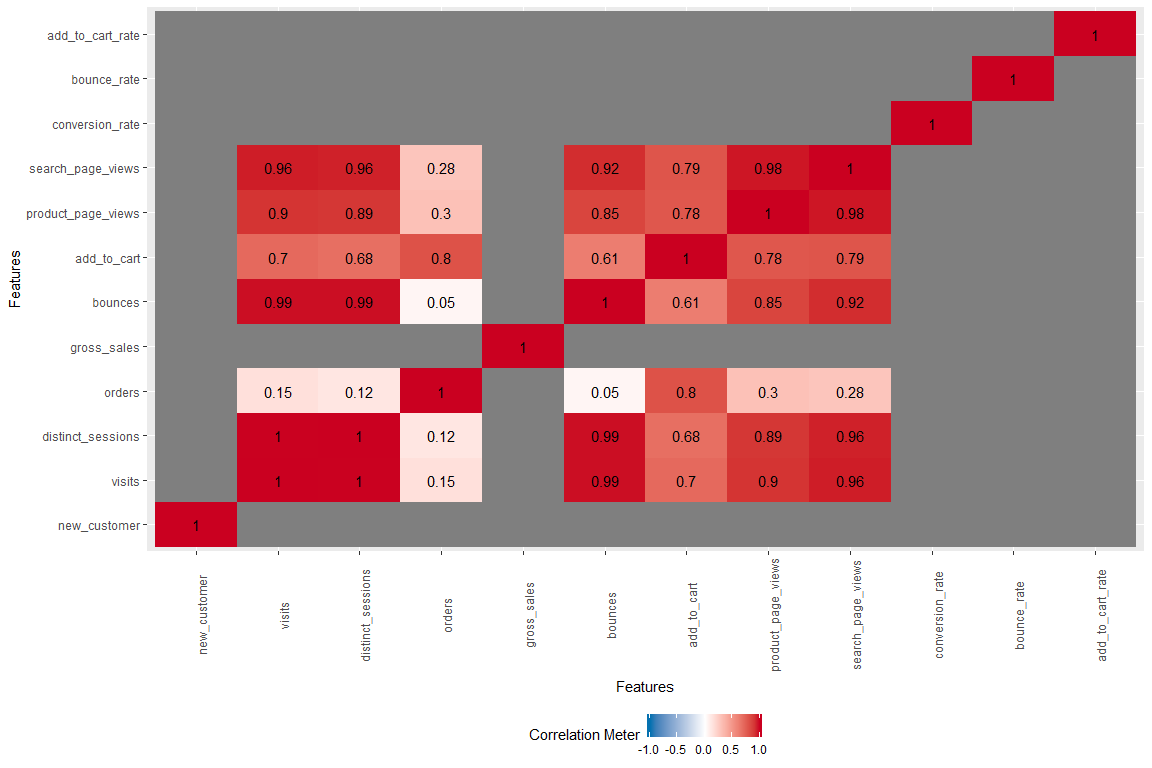 add_to_cart_rate 1
bounce_rate 1
conversion_rate 1
search_page_views 0.96 0.96 0.28 0.92 0.79 0.98 1
product_page_views 0.9 0.89 0.3 0.85 0.78 1 0.98
add_to_cart 0.7 0.68 0.8 0.61 1 0.78 0.79
bounces 0.99 0.99 0.05 1 0.61 0.85 0.92
gross_sales 1
orders 0.15 0.12 1 0.05 0.8 0.3 0.28
distinct_sessions 1 1 0.12 0.99 0.68 0.89 0.96
visits 1 1 0.15 0.99 0.7 0.9 0.96
new_customer 1
Features
new_customer
visits
distinct_sessions
orders
gross_sales
bounces
add_to_cart
product_page_views
search_page_views
conversion_rate
bounce_rate
add_to_cart_rate
Features
Correlation Meter
-1.0 -0.5 0.0 0.5 1.0